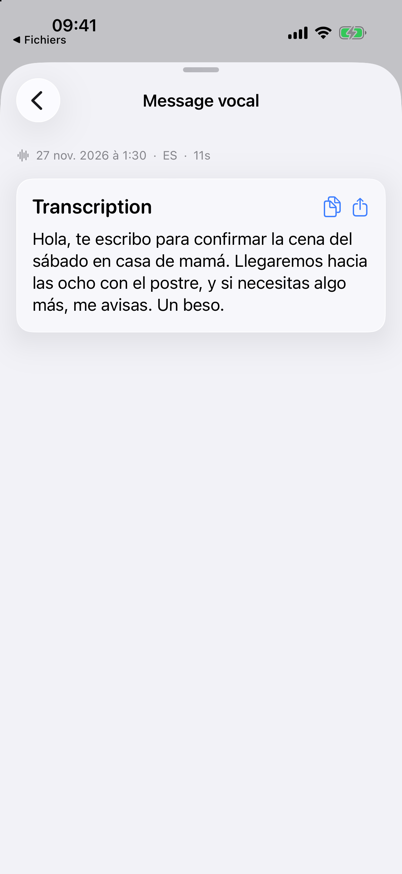 09:41
◀ Fichiers
Message vocal
27 nov. 2026 à 1:30 · ES · 11s
Transcription
Hola, te escribo para confirmar la cena del
sábado en casa de mamá. Llegaremos hacia
las ocho con el postre, y si necesitas algo
más, me avisas. Un beso.